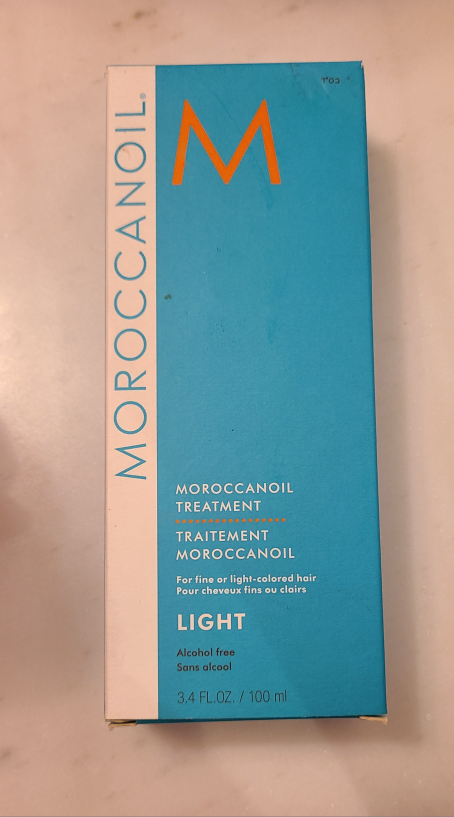 MOROCCANOIL®
M
MOROCCANOIL
TREATMENT
TRAITEMENT
MOROCCANOIL
For fine or light-colored hair
Pour cheveux fins ou clairs
LIGHT
Alcohol free
Sans alcool
3.4 FL.OZ. / 100 ml